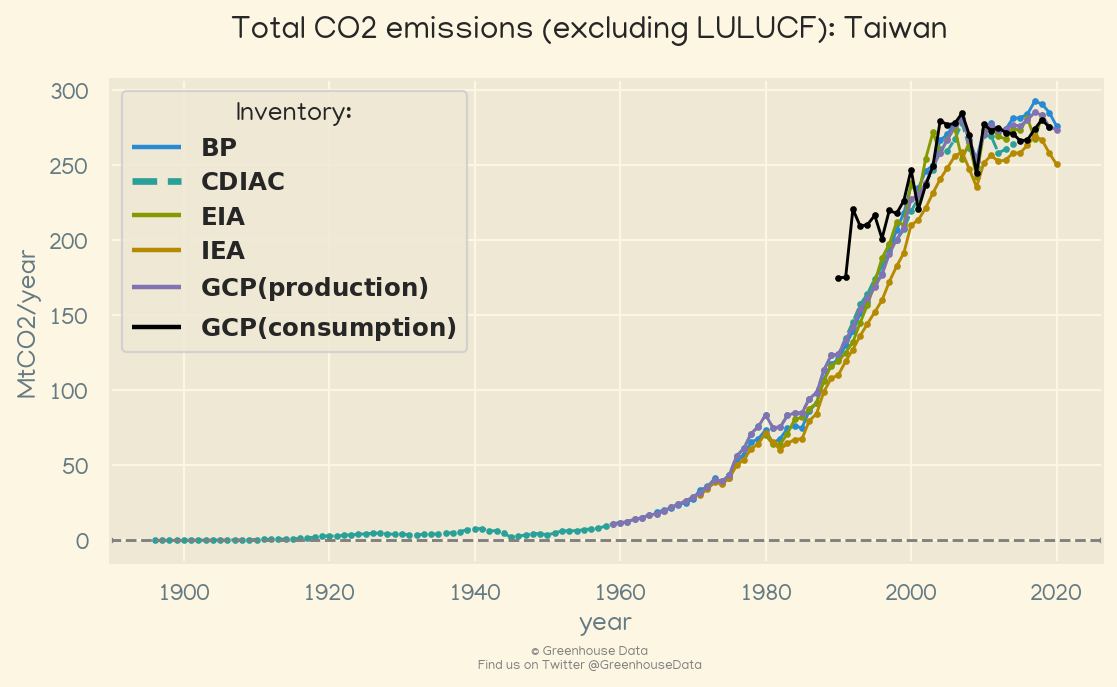 Total CO2 emissions (excluding LULUCF): Taiwan
Inventory:
BP
CDIAC
EIA
IEA
GCP(production)
GCP(consumption)
MtCO2/year
300
250
200
150
100
50
0
1900
1920
1940
1960
1980
2000
2020
year
© Greenhouse Data
Find us on Twitter @GreenhouseData